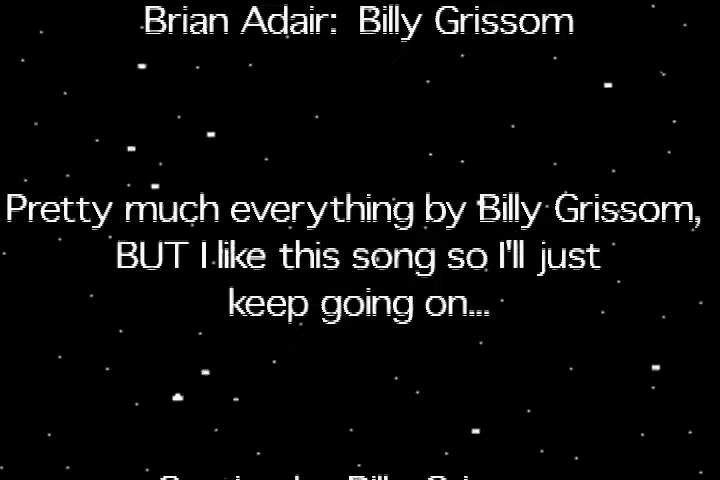 Brian Adair: Billy Grissom
Pretty much everything by Billy Grissom,
BUT I like this song so I'll just
keep going on...